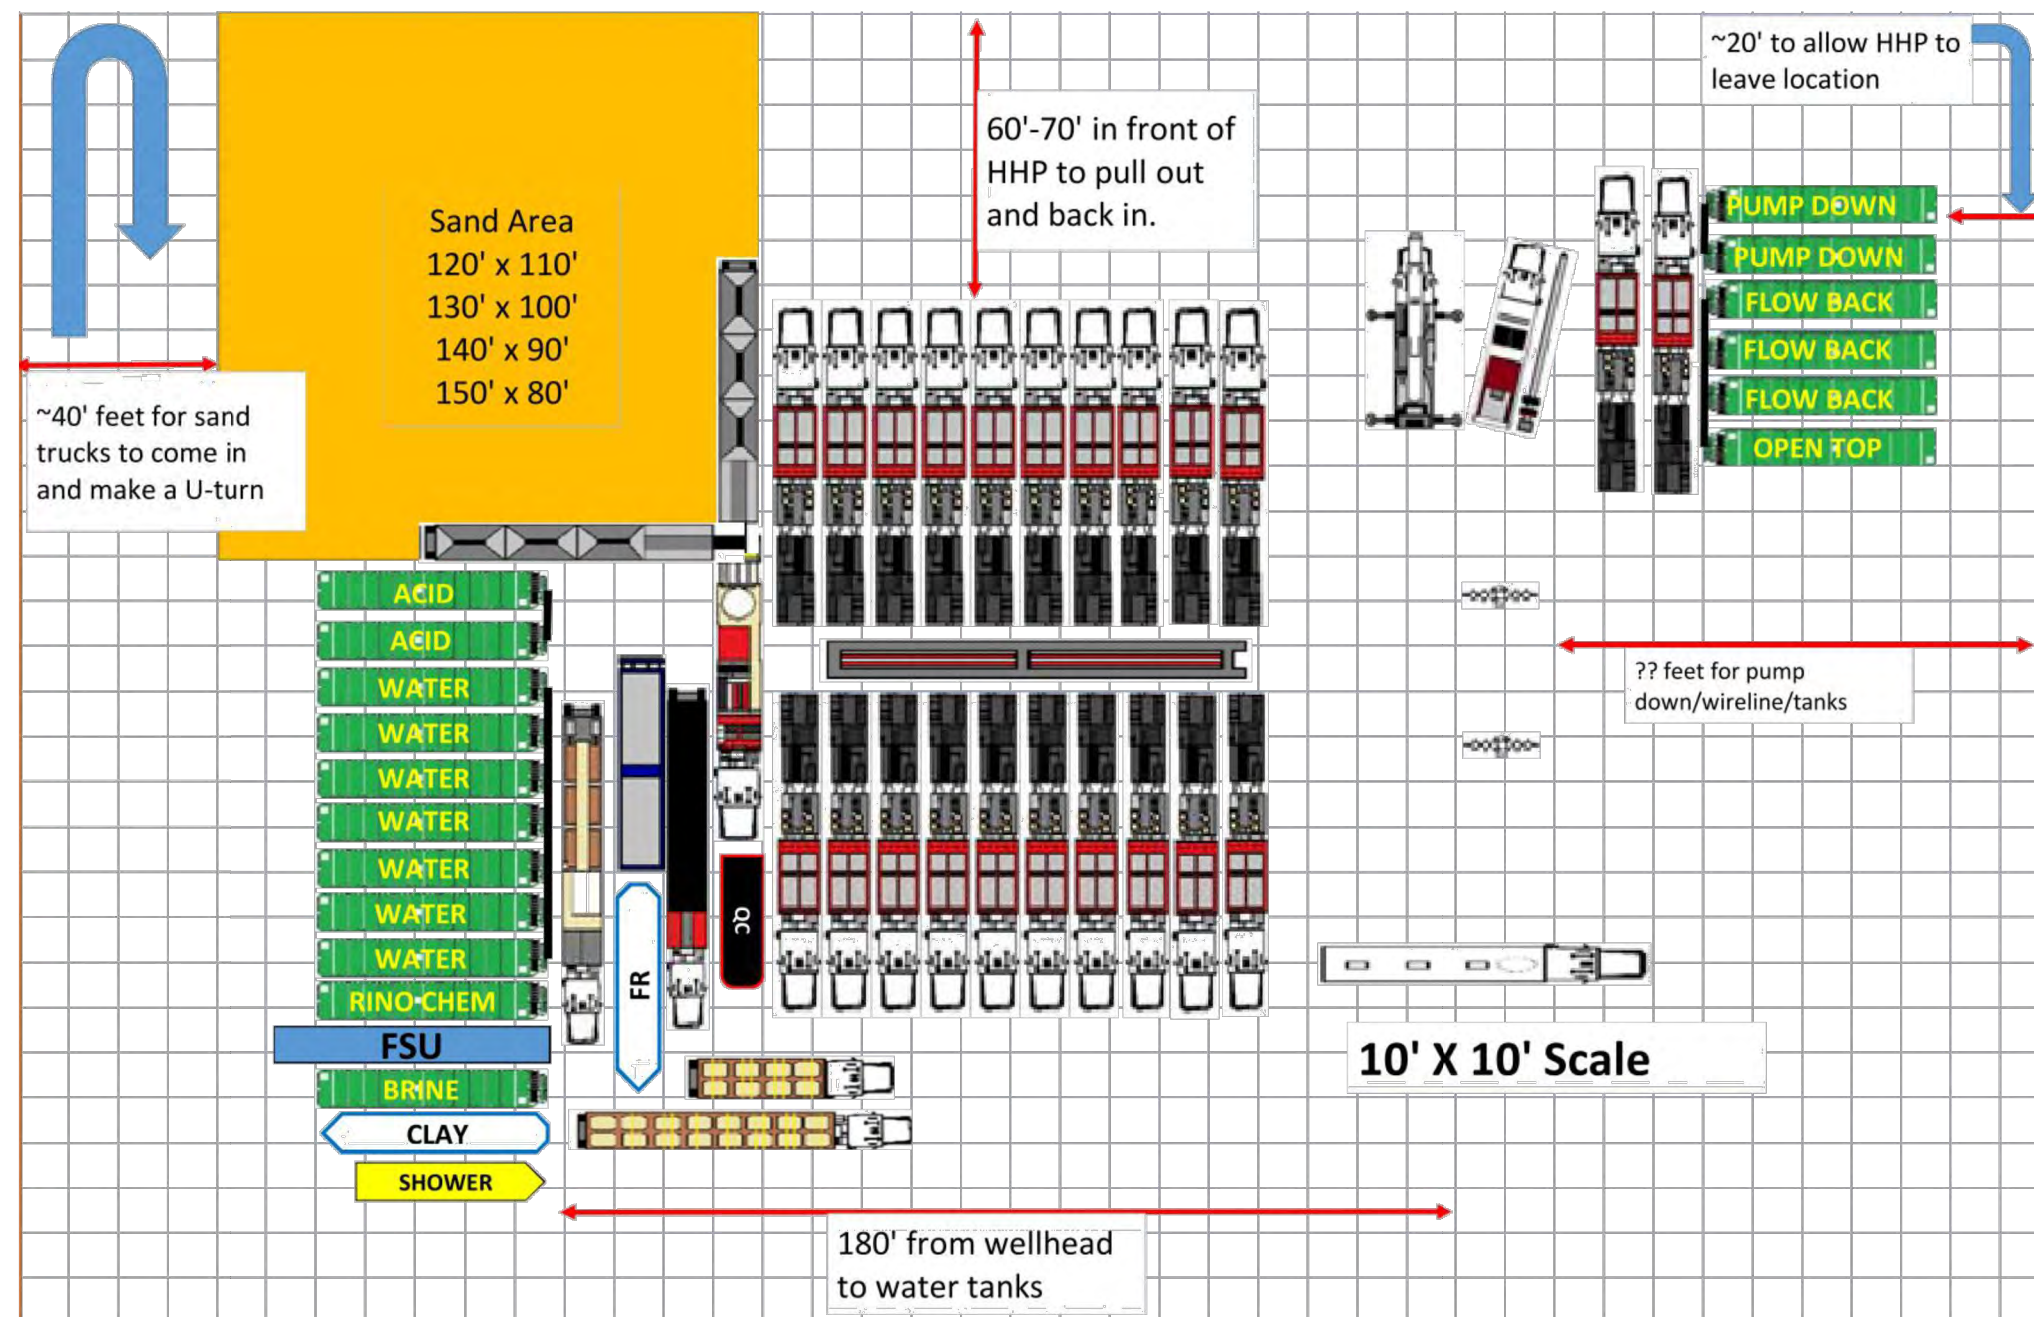 ~20' to allow HHP to
leave location
60'-70' in front of
HHP to pull out
and back in.
Sand Area
120' x 110'
130' x 100'
140' x 90'
150' x 80'
~40' feet for sand
trucks to come in
and make a U-turn
PUMP DOWN
PUMP DOWN
FLOW BACK
FLOW BACK
FLOW BACK
OPEN TOP
ACID
ACID
WATER
WATER
WATER
WATER
WATER
WATER
WATER
RINO CHEM
FSU
BRINE
CLAY
SHOWER
FR
QC
?? feet for pump
down/wireline/tanks
10' X 10' Scale
180' from wellhead
to water tanks